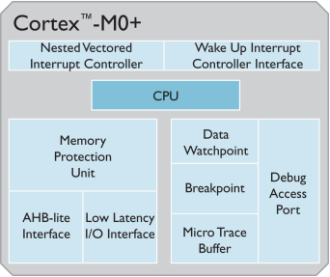 Cortex™-M0+
Nested Vectored
Interrupt Controller
Wake Up Interrupt
Controller Interface
CPU
Memory
Protection
Unit
AHB-lite
Interface
Low Latency
I/O Interface
Data
Watchpoint
Breakpoint
Micro Trace
Buffer
Debug
Access
Port